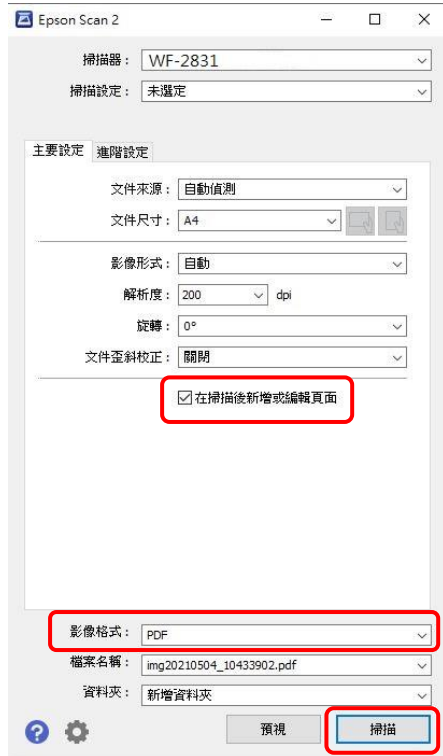 Epson Scan 2
掃描器： WF-2831
掃描設定： 未選定
主要設定 進階設定
文件來源： 自動偵測
文件尺寸： A4
影像形式： 自動
解析度： 200 dpi
旋轉： 0°
文件歪斜校正： 關閉
在掃描後新增或編輯頁面
影像格式： PDF
檔案名稱： img20210504_10433902.pdf
資料夾： 新增資料夾
? 預視 掃描